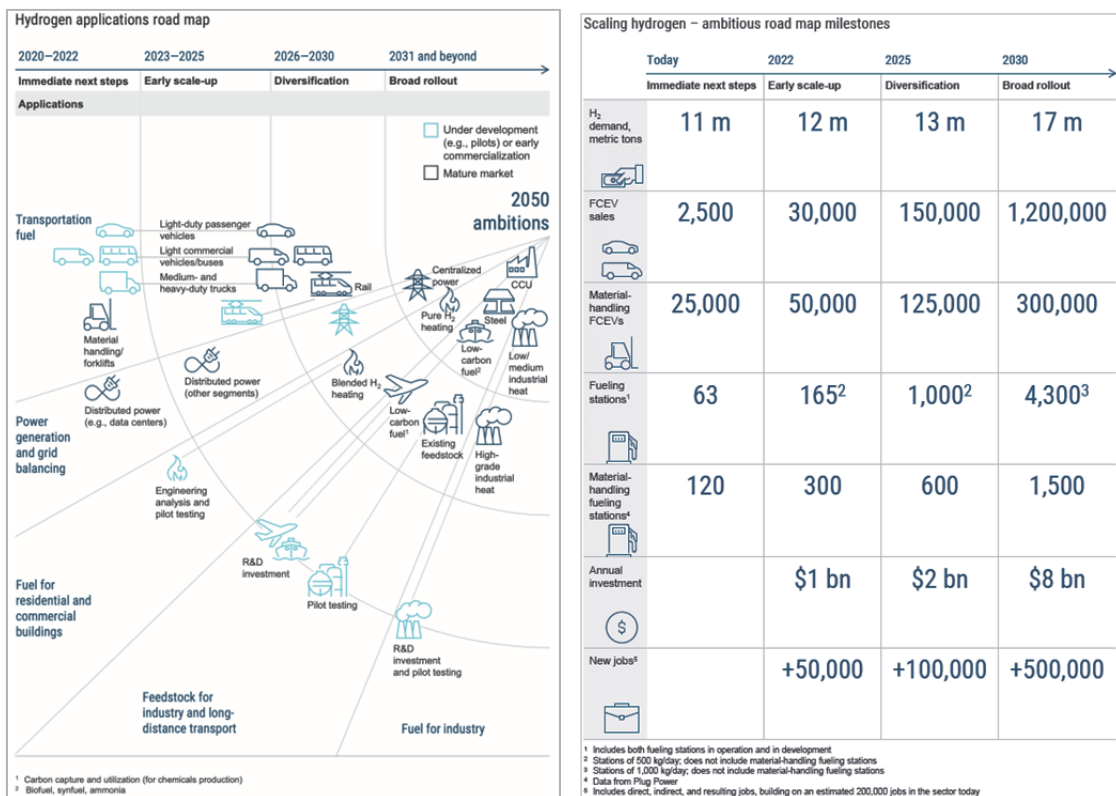 Hydrogen applications road map
2020–2022
2023–2025
2026–2030
2031 and beyond
Immediate next steps
Early scale-up
Diversification
Broad rollout
Applications
Under development
(e.g., pilots) or early
commercialization
Mature market
2050
ambitions
Transportation
fuel
Light-duty passenger
vehicles
Light commercial
vehicles/buses
Medium- and
heavy-duty trucks
Rail
Centralized
power
CCU
Pure H₂
heating
Steel
Material
handling/
forklifts
Low-
carbon
fuel²
Low/
medium
industrial
heat
Distributed power
(other segments)
Blended H₂
heating
Distributed power
(e.g., data centers)
Low-
carbon
fuel¹
Existing
feedstock
High-
grade
industrial
heat
Power
generation
and grid
balancing
Engineering
analysis and
pilot testing
R&D
investment
Pilot testing
Fuel for
residential and
commercial
buildings
R&D
investment
and pilot testing
Feedstock for
industry and long-
distance transport
Fuel for industry
¹ Carbon capture and utilization (for chemicals production)
² Biofuel, synfuel, ammonia
Scaling hydrogen – ambitious road map milestones
Today
2022
2025
2030
Immediate next steps
Early scale-up
Diversification
Broad rollout
H₂
demand,
metric tons
11 m
12 m
13 m
17 m
FCEV
sales
2,500
30,000
150,000
1,200,000
Material-
handling
FCEVs
25,000
50,000
125,000
300,000
Fueling
stations¹
63
165²
1,000²
4,300³
Material-
handling
fueling
stations⁴
120
300
600
1,500
Annual
investment
$1 bn
$2 bn
$8 bn
$
New jobs⁵
+50,000
+100,000
+500,000
¹ Includes both fueling stations in operation and in development
² Stations of 500 kg/day; does not include material-handling fueling stations
³ Stations of 1,000 kg/day; does not include material-handling fueling stations
⁴ Data from Plug Power
⁵ Includes direct, indirect, and resulting jobs, building on an estimated 200,000 jobs in the sector today